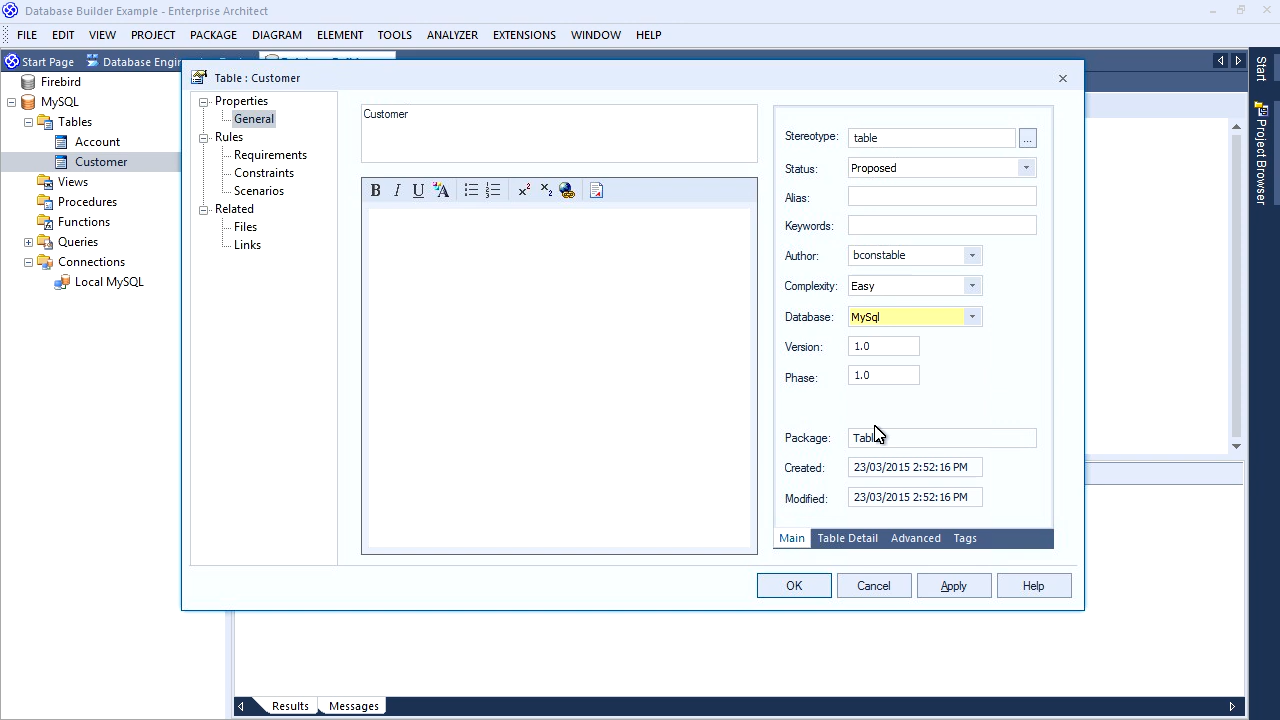 Database Builder Example - Enterprise Architect
FILE EDIT VIEW PROJECT PACKAGE DIAGRAM ELEMENT TOOLS ANALYZER EXTENSIONS WINDOW HELP
Start Page
Database Engin
Firebird
MySQL
Tables
Account
Customer
Views
Procedures
Functions
Queries
Connections
Local MySQL
Table : Customer
Properties
General
Rules
Requirements
Constraints
Scenarios
Related
Files
Links
Customer
B I U A
Stereotype: table ...
Status: Proposed
Alias:
Keywords:
Author: bconstable
Complexity: Easy
Database: MySql
Version: 1.0
Phase: 1.0
Package:
Created: 23/03/2015 2:52:16 PM
Modified: 23/03/2015 2:52:16 PM
Main Table Detail Advanced Tags
OK Cancel Apply Help
Results Messages
Start
Project Browser